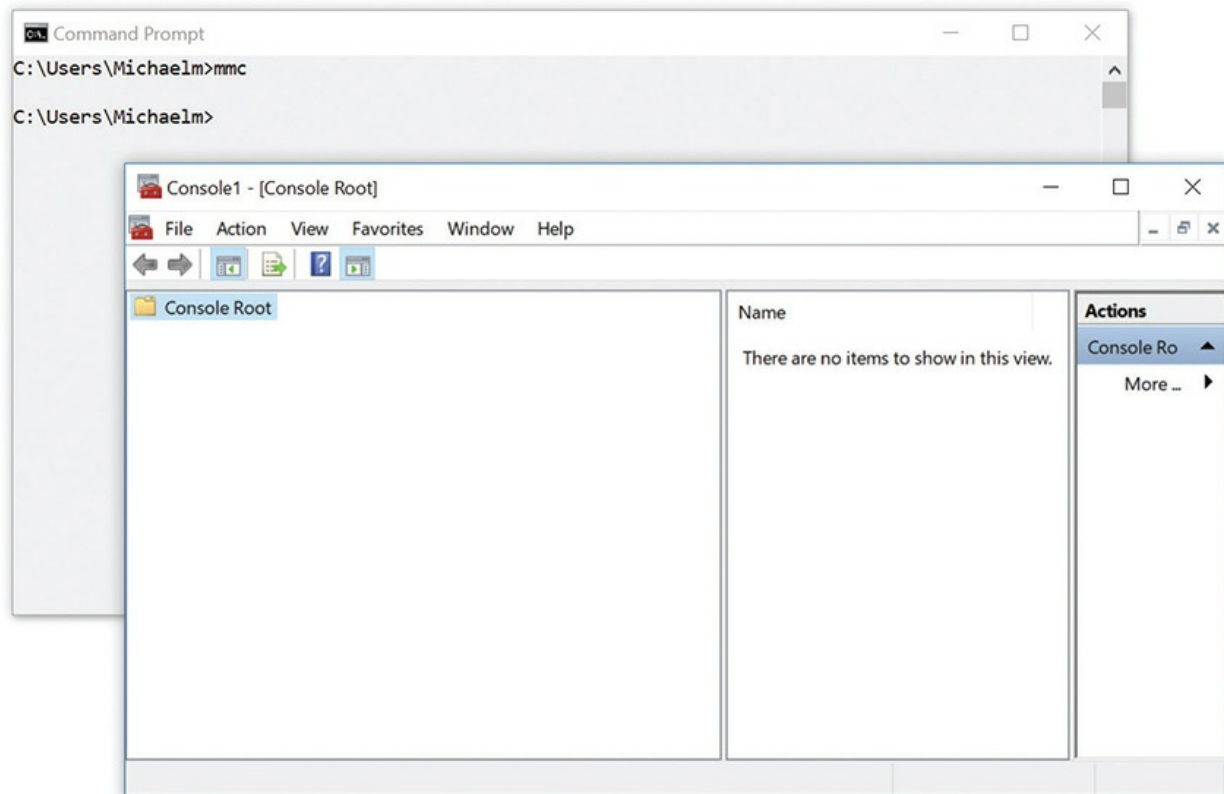 Command Prompt
C:\Users\Michaelm>mmc
C:\Users\Michaelm>
Console1 - [Console Root]
File Action View Favorites Window Help
Console Root
Name
There are no items to show in this view.
Actions
Console Ro
More ...